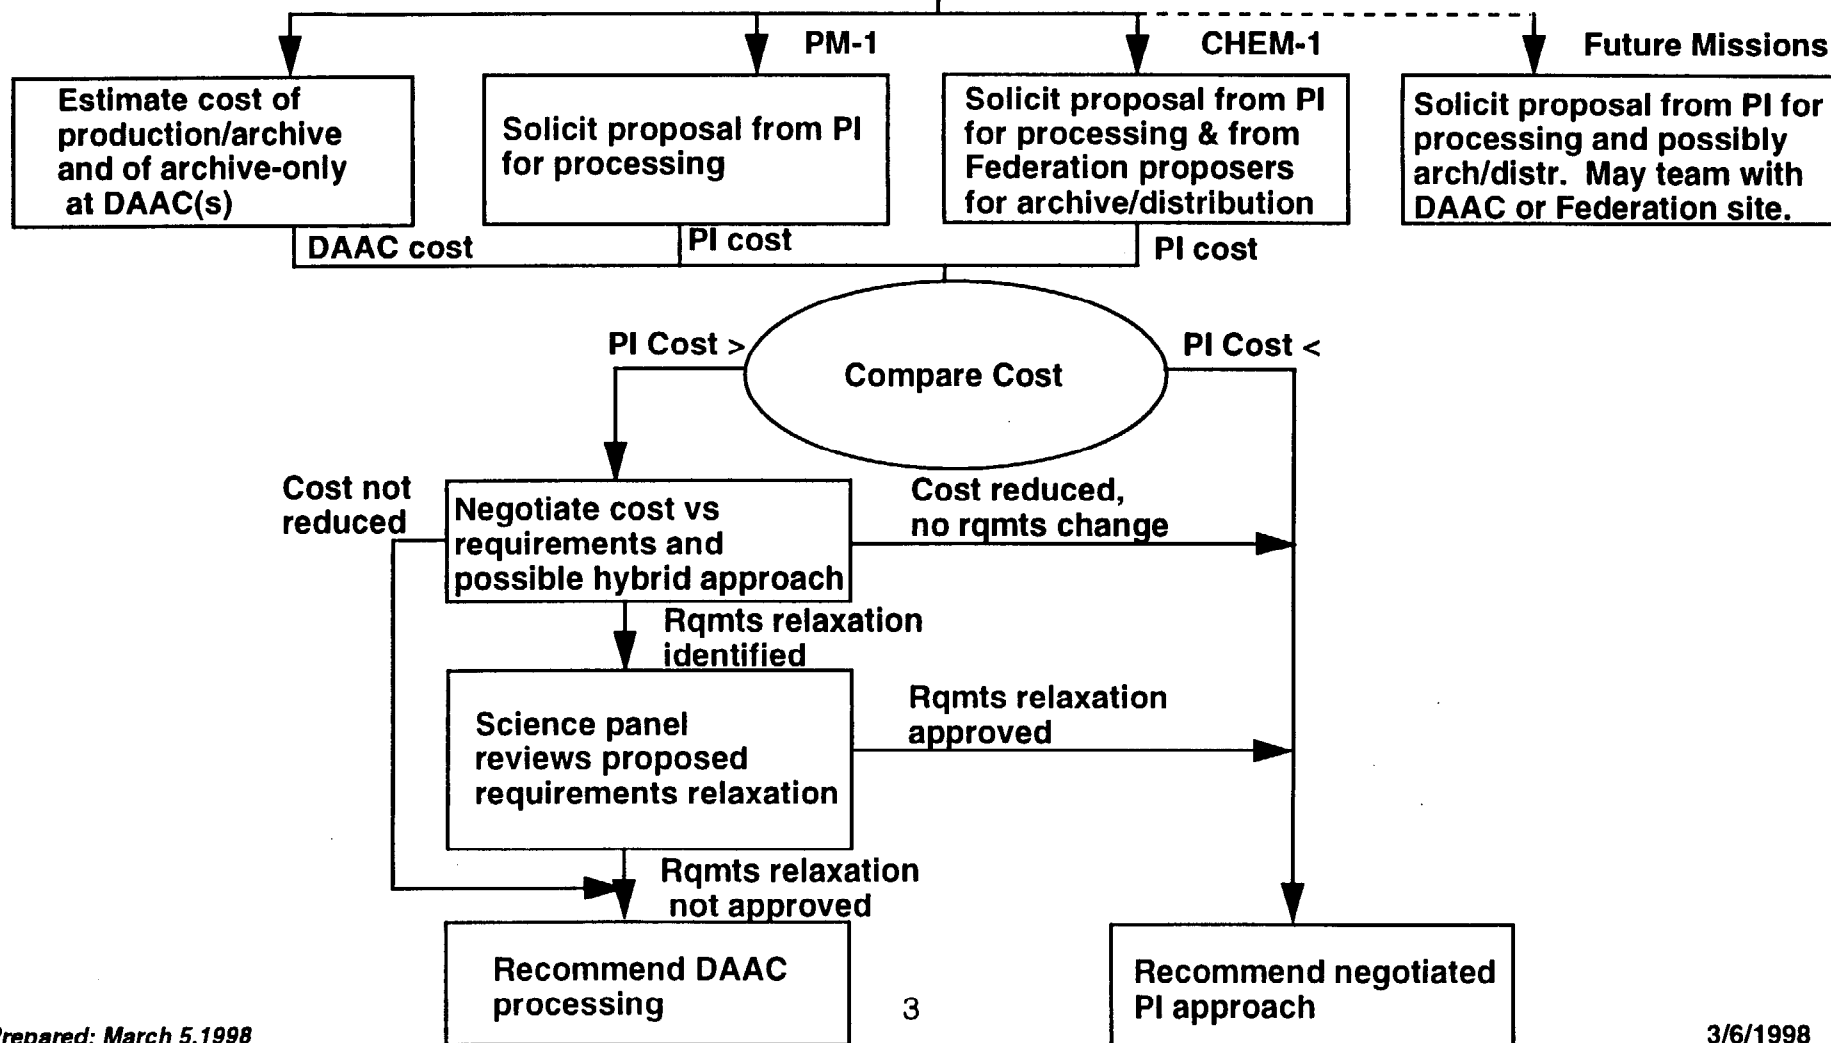 PM-1
CHEM-1
Future Missions
Estimate cost of
production/archive
and of archive-only
at DAAC(s)
Solicit proposal from PI
for processing
Solicit proposal from PI
for processing & from
Federation proposers
for archive/distribution
Solicit proposal from PI for
processing and possibly
arch/distr. May team with
DAAC or Federation site.
DAAC cost
PI cost
PI cost
PI Cost >
Compare Cost
PI Cost <
Cost not
reduced
Negotiate cost vs
requirements and
possible hybrid approach
Cost reduced,
no rqmts change
Rqmts relaxation
identified
Science panel
reviews proposed
requirements relaxation
Rqmts relaxation
approved
Rqmts relaxation
not approved
Recommend DAAC
processing
Recommend negotiated
PI approach
3
Prepared: March 5,1998
3/6/1998